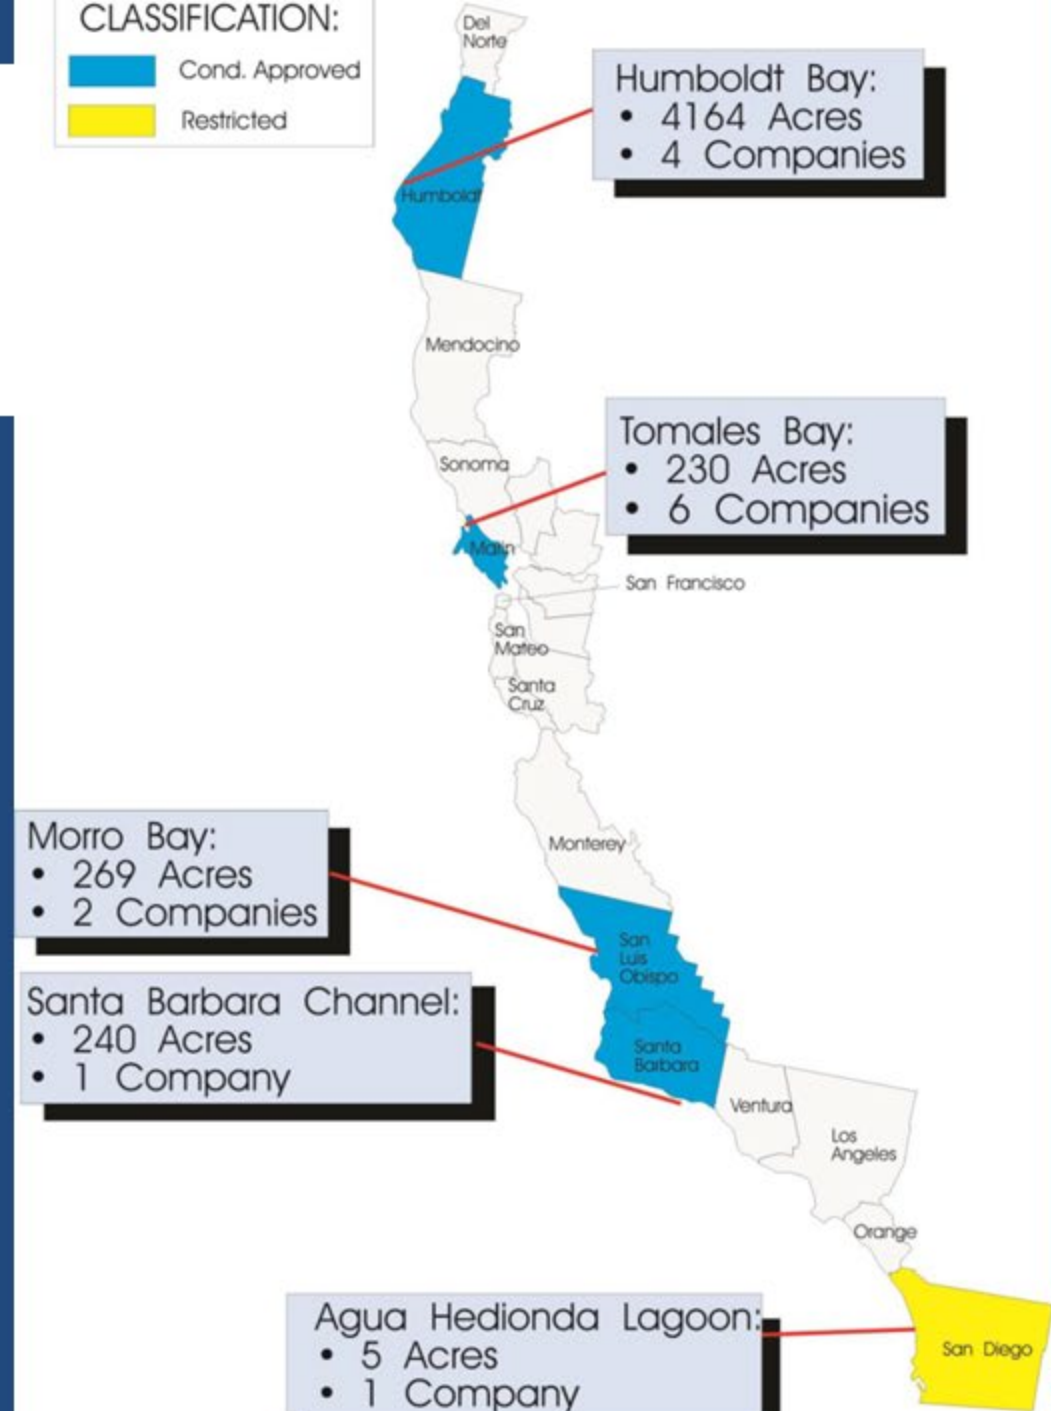 CLASSIFICATION:
Cond. Approved
Restricted
Del
Norte
Humboldt Bay:
• 4164 Acres
• 4 Companies
Humboldt
Mendocino
Tomales Bay:
• 230 Acres
• 6 Companies
Sonoma
Marin
San Francisco
San
Mateo
Santa
Cruz
Monterey
Morro Bay:
• 269 Acres
• 2 Companies
San
Luis
Obispo
Santa Barbara Channel:
• 240 Acres
• 1 Company
Santa
Barbara
Ventura
Los
Angeles
Orange
Agua Hedionda Lagoon:
• 5 Acres
• 1 Company
San Diego